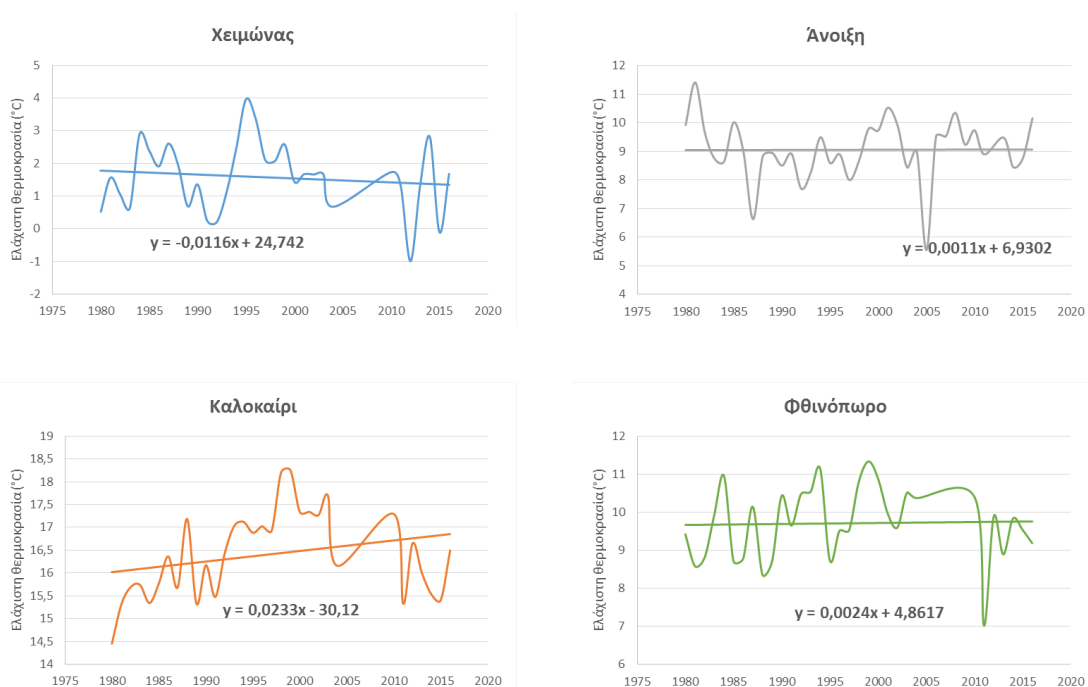 Χειμώνας
Ελάχιστη θερμοκρασία (°C)
5
4
3
2
1
0
-1
-2
y = -0,0116x + 24,742
1975 1980 1985 1990 1995 2000 2005 2010 2015 2020
Άνοιξη
Ελάχιστη θερμοκρασία (°C)
12
11
10
9
8
7
6
5
4
y = 0,0011x + 6,9302
1975 1980 1985 1990 1995 2000 2005 2010 2015 2020
Καλοκαίρι
Ελάχιστη θερμοκρασία (°C)
19
18,5
18
17,5
17
16,5
16
15,5
15
14,5
14
y = 0,0233x - 30,12
1975 1980 1985 1990 1995 2000 2005 2010 2015 2020
Φθινόπωρο
Ελάχιστη θερμοκρασία (°C)
12
11
10
9
8
7
6
y = 0,0024x + 4,8617
1975 1980 1985 1990 1995 2000 2005 2010 2015 2020